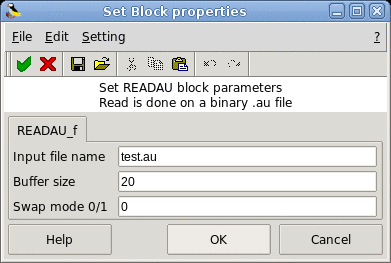 Set Block properties
File Edit Setting ?
Set READAU block parameters
Read is done on a binary .au file
READAU_f
Input file name test.au
Buffer size 20
Swap mode 0/1 0
Help OK Cancel